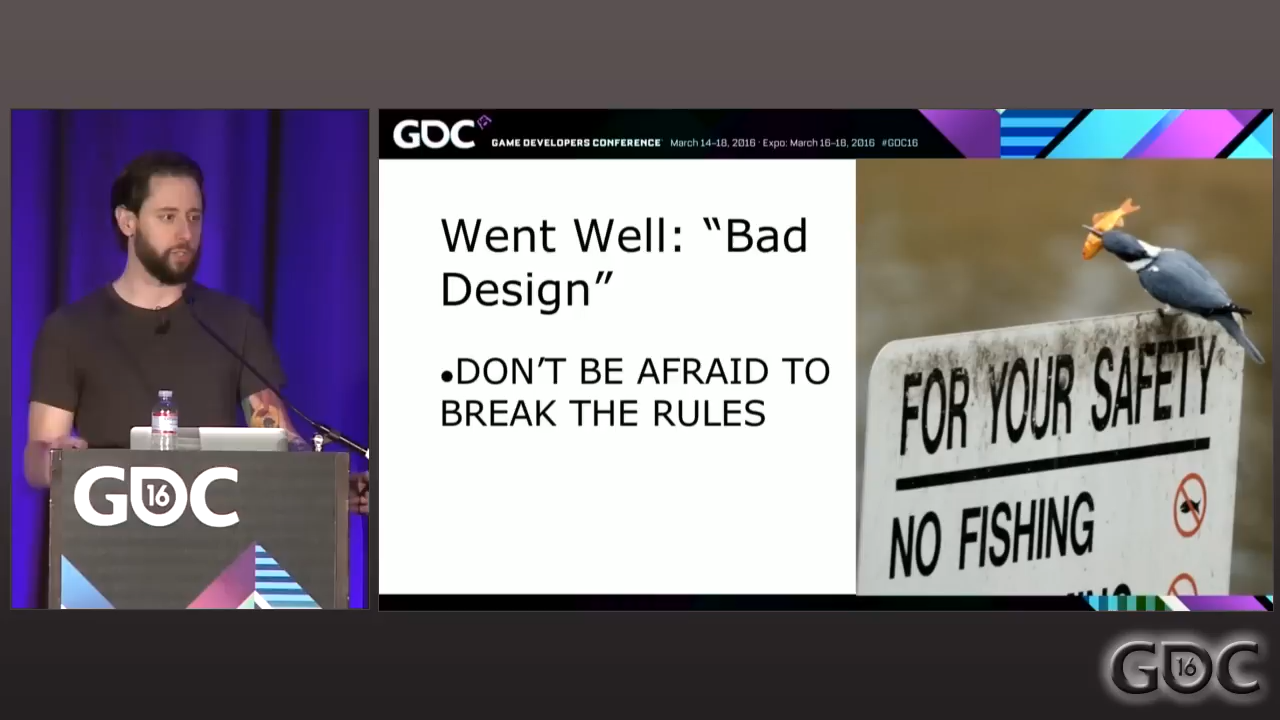 GDC
GAME DEVELOPERS CONFERENCE March 14–18, 2016 · Expo: March 16–18, 2016 #GDC16
Went Well: “Bad
Design”
•DON’T BE AFRAID TO
BREAK THE RULES
FOR YOUR SAFETY
NO FISHING
GDC
16
GDC
16